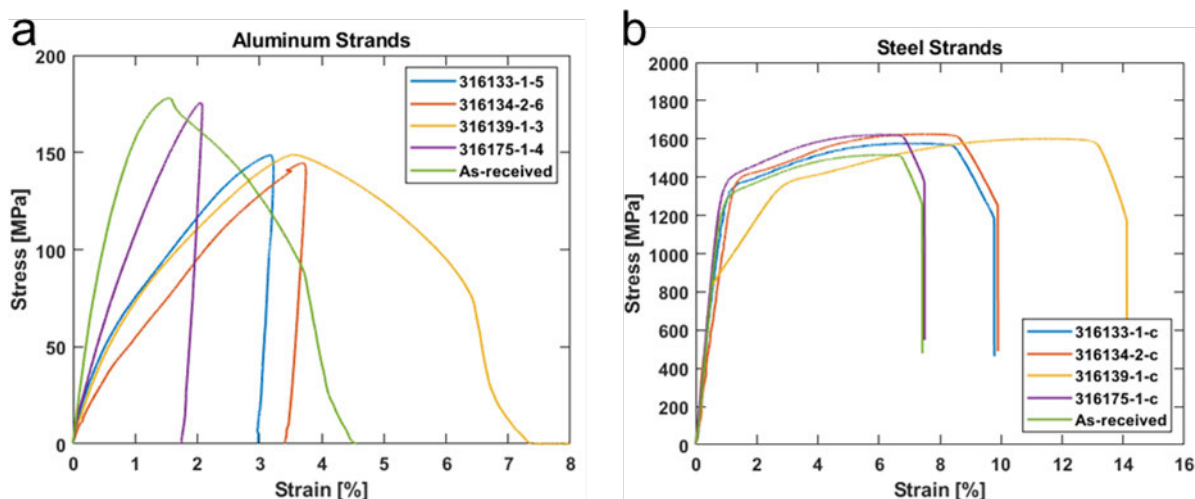 a
Aluminum Strands
200
150
100
50
0
Stress [MPa]
316133-1-5
316134-2-6
316139-1-3
316175-1-4
As-received
0 1 2 3 4 5 6 7 8
Strain [%]
b
Steel Strands
2000
1800
1600
1400
1200
1000
800
600
400
200
0
Stress [MPa]
316133-1-c
316134-2-c
316139-1-c
316175-1-c
As-received
0 2 4 6 8 10 12 14 16
Strain [%]